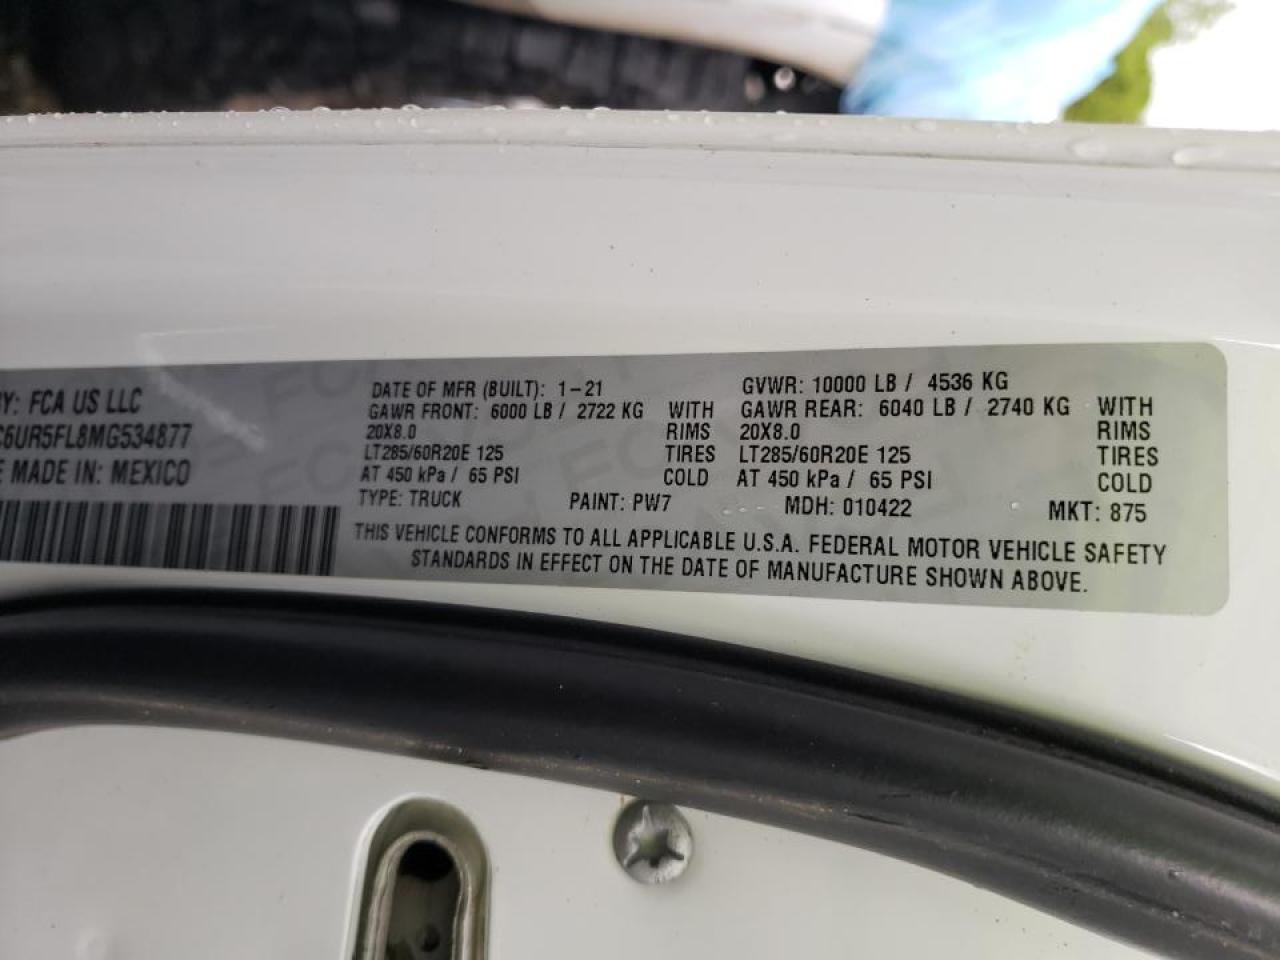 Y: FCA US LLC
C6UR5FL8MG534877
E MADE IN: MEXICO
DATE OF MFR (BUILT): 1-21 GVWR: 10000 LB / 4536 KG
GAWR FRONT: 6000 LB / 2722 KG WITH GAWR REAR: 6040 LB / 2740 KG WITH
20X8.0 RIMS 20X8.0 RIMS
LT285/60R20E 125 TIRES LT285/60R20E 125 TIRES
AT 450 kPa / 65 PSI COLD AT 450 kPa / 65 PSI COLD
TYPE: TRUCK PAINT: PW7 MDH: 010422 MKT: 875
THIS VEHICLE CONFORMS TO ALL APPLICABLE U.S.A. FEDERAL MOTOR VEHICLE SAFETY
STANDARDS IN EFFECT ON THE DATE OF MANUFACTURE SHOWN ABOVE.